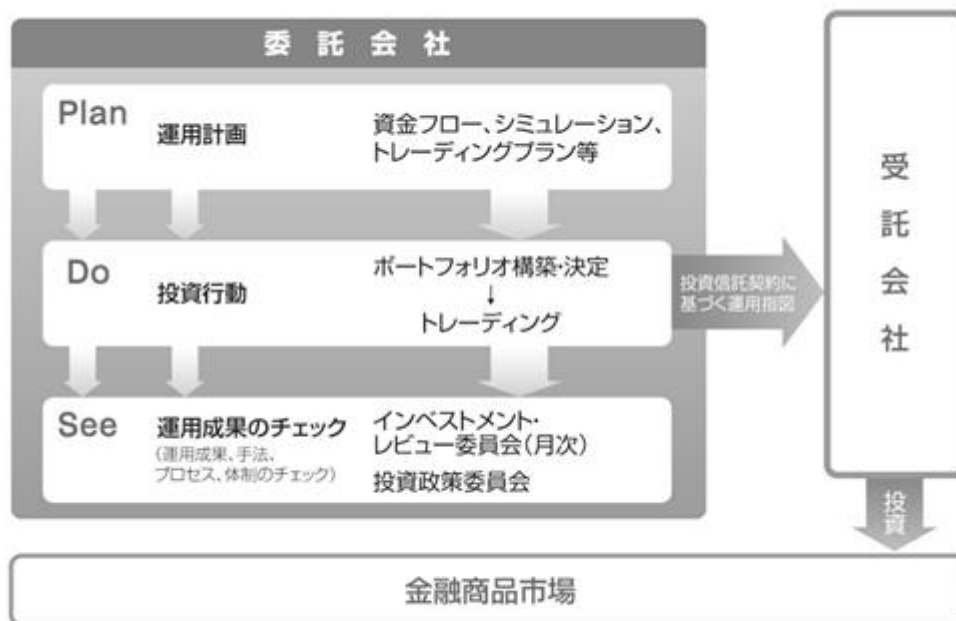 委託会社
Plan
運用計画
資金フロー、シミュレーション、
トレーディングプラン等
Do
投資行動
ポートフォリオ構築・決定
↓
トレーディング
投資信託契約に
基づく運用指図
See
運用成果のチェック
(運用成果、手法、
プロセス、体制のチェック)
インベストメント・
レビュー委員会(月次)
投資政策委員会
受託会社
投資
金融商品市場